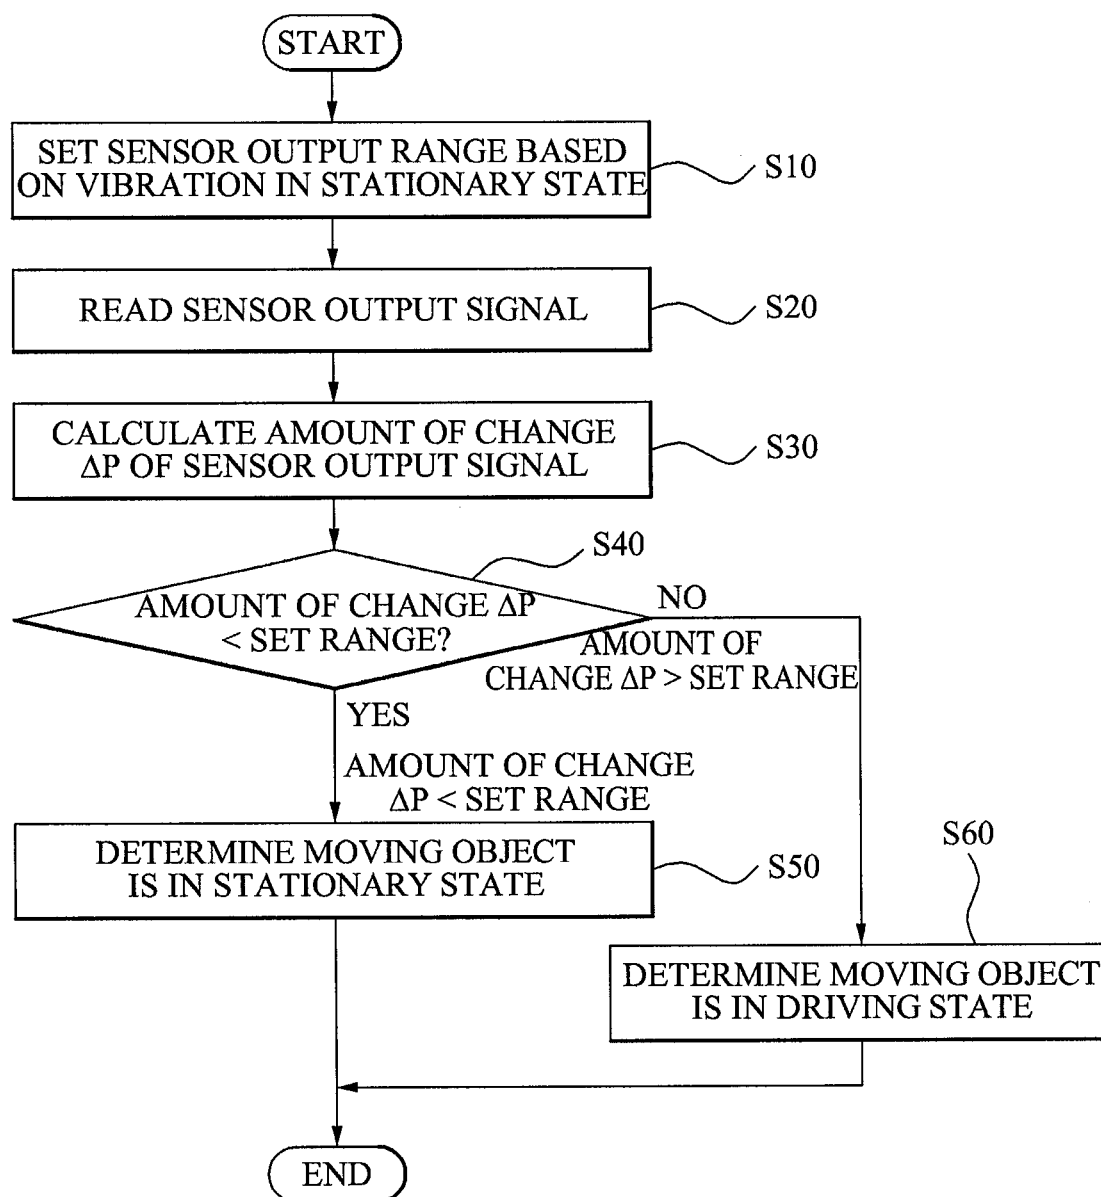 START
SET SENSOR OUTPUT RANGE BASED
ON VIBRATION IN STATIONARY STATE
S10
READ SENSOR OUTPUT SIGNAL
S20
CALCULATE AMOUNT OF CHANGE
ΔP OF SENSOR OUTPUT SIGNAL
S30
S40
AMOUNT OF CHANGE ΔP
< SET RANGE?
NO
AMOUNT OF
CHANGE ΔP > SET RANGE
YES
AMOUNT OF CHANGE
ΔP < SET RANGE
DETERMINE MOVING OBJECT
IS IN STATIONARY STATE
S50
S60
DETERMINE MOVING OBJECT
IS IN DRIVING STATE
END